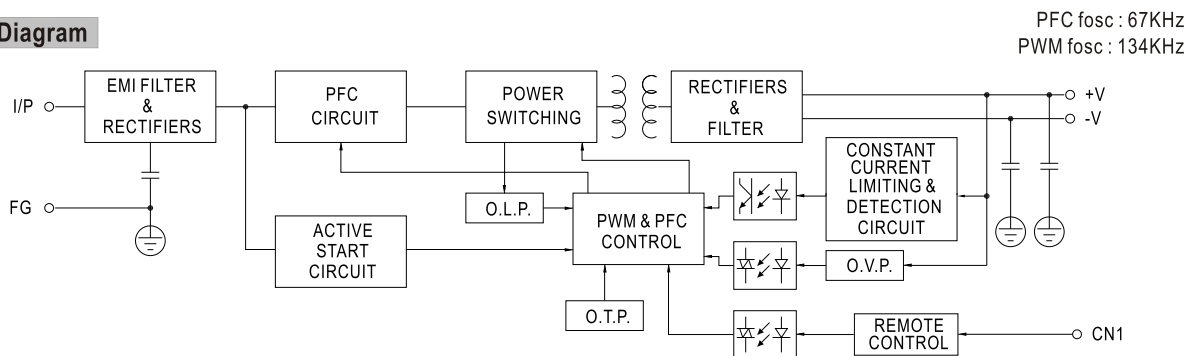 Diagram
PFC fosc : 67KHz
PWM fosc : 134KHz
I/P
EMI FILTER
&
RECTIFIERS
PFC
CIRCUIT
POWER
SWITCHING
RECTIFIERS
&
FILTER
+V
-V
FG
ACTIVE
START
CIRCUIT
O.L.P.
PWM & PFC
CONTROL
CONSTANT
CURRENT
LIMITING &
DETECTION
CIRCUIT
O.V.P.
O.T.P.
REMOTE
CONTROL
CN1